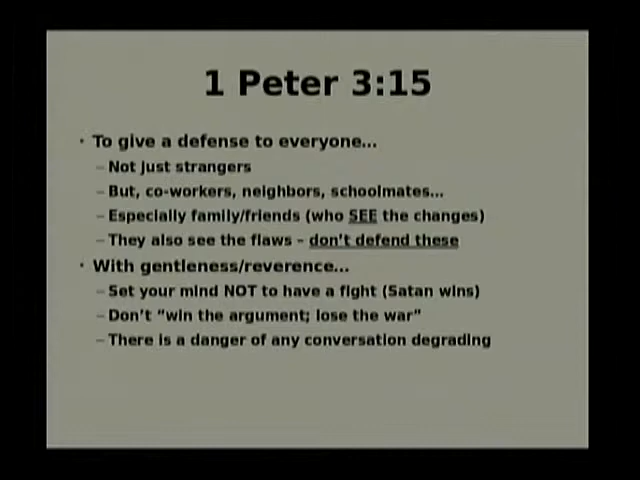 1 Peter 3:15
• To give a defense to everyone...
– Not just strangers
– But, co-workers, neighbors, schoolmates...
– Especially family/friends (who SEE the changes)
– They also see the flaws – don't defend these
• With gentleness/reverence...
– Set your mind NOT to have a fight (Satan wins)
– Don't “win the argument; lose the war”
– There is a danger of any conversation degrading